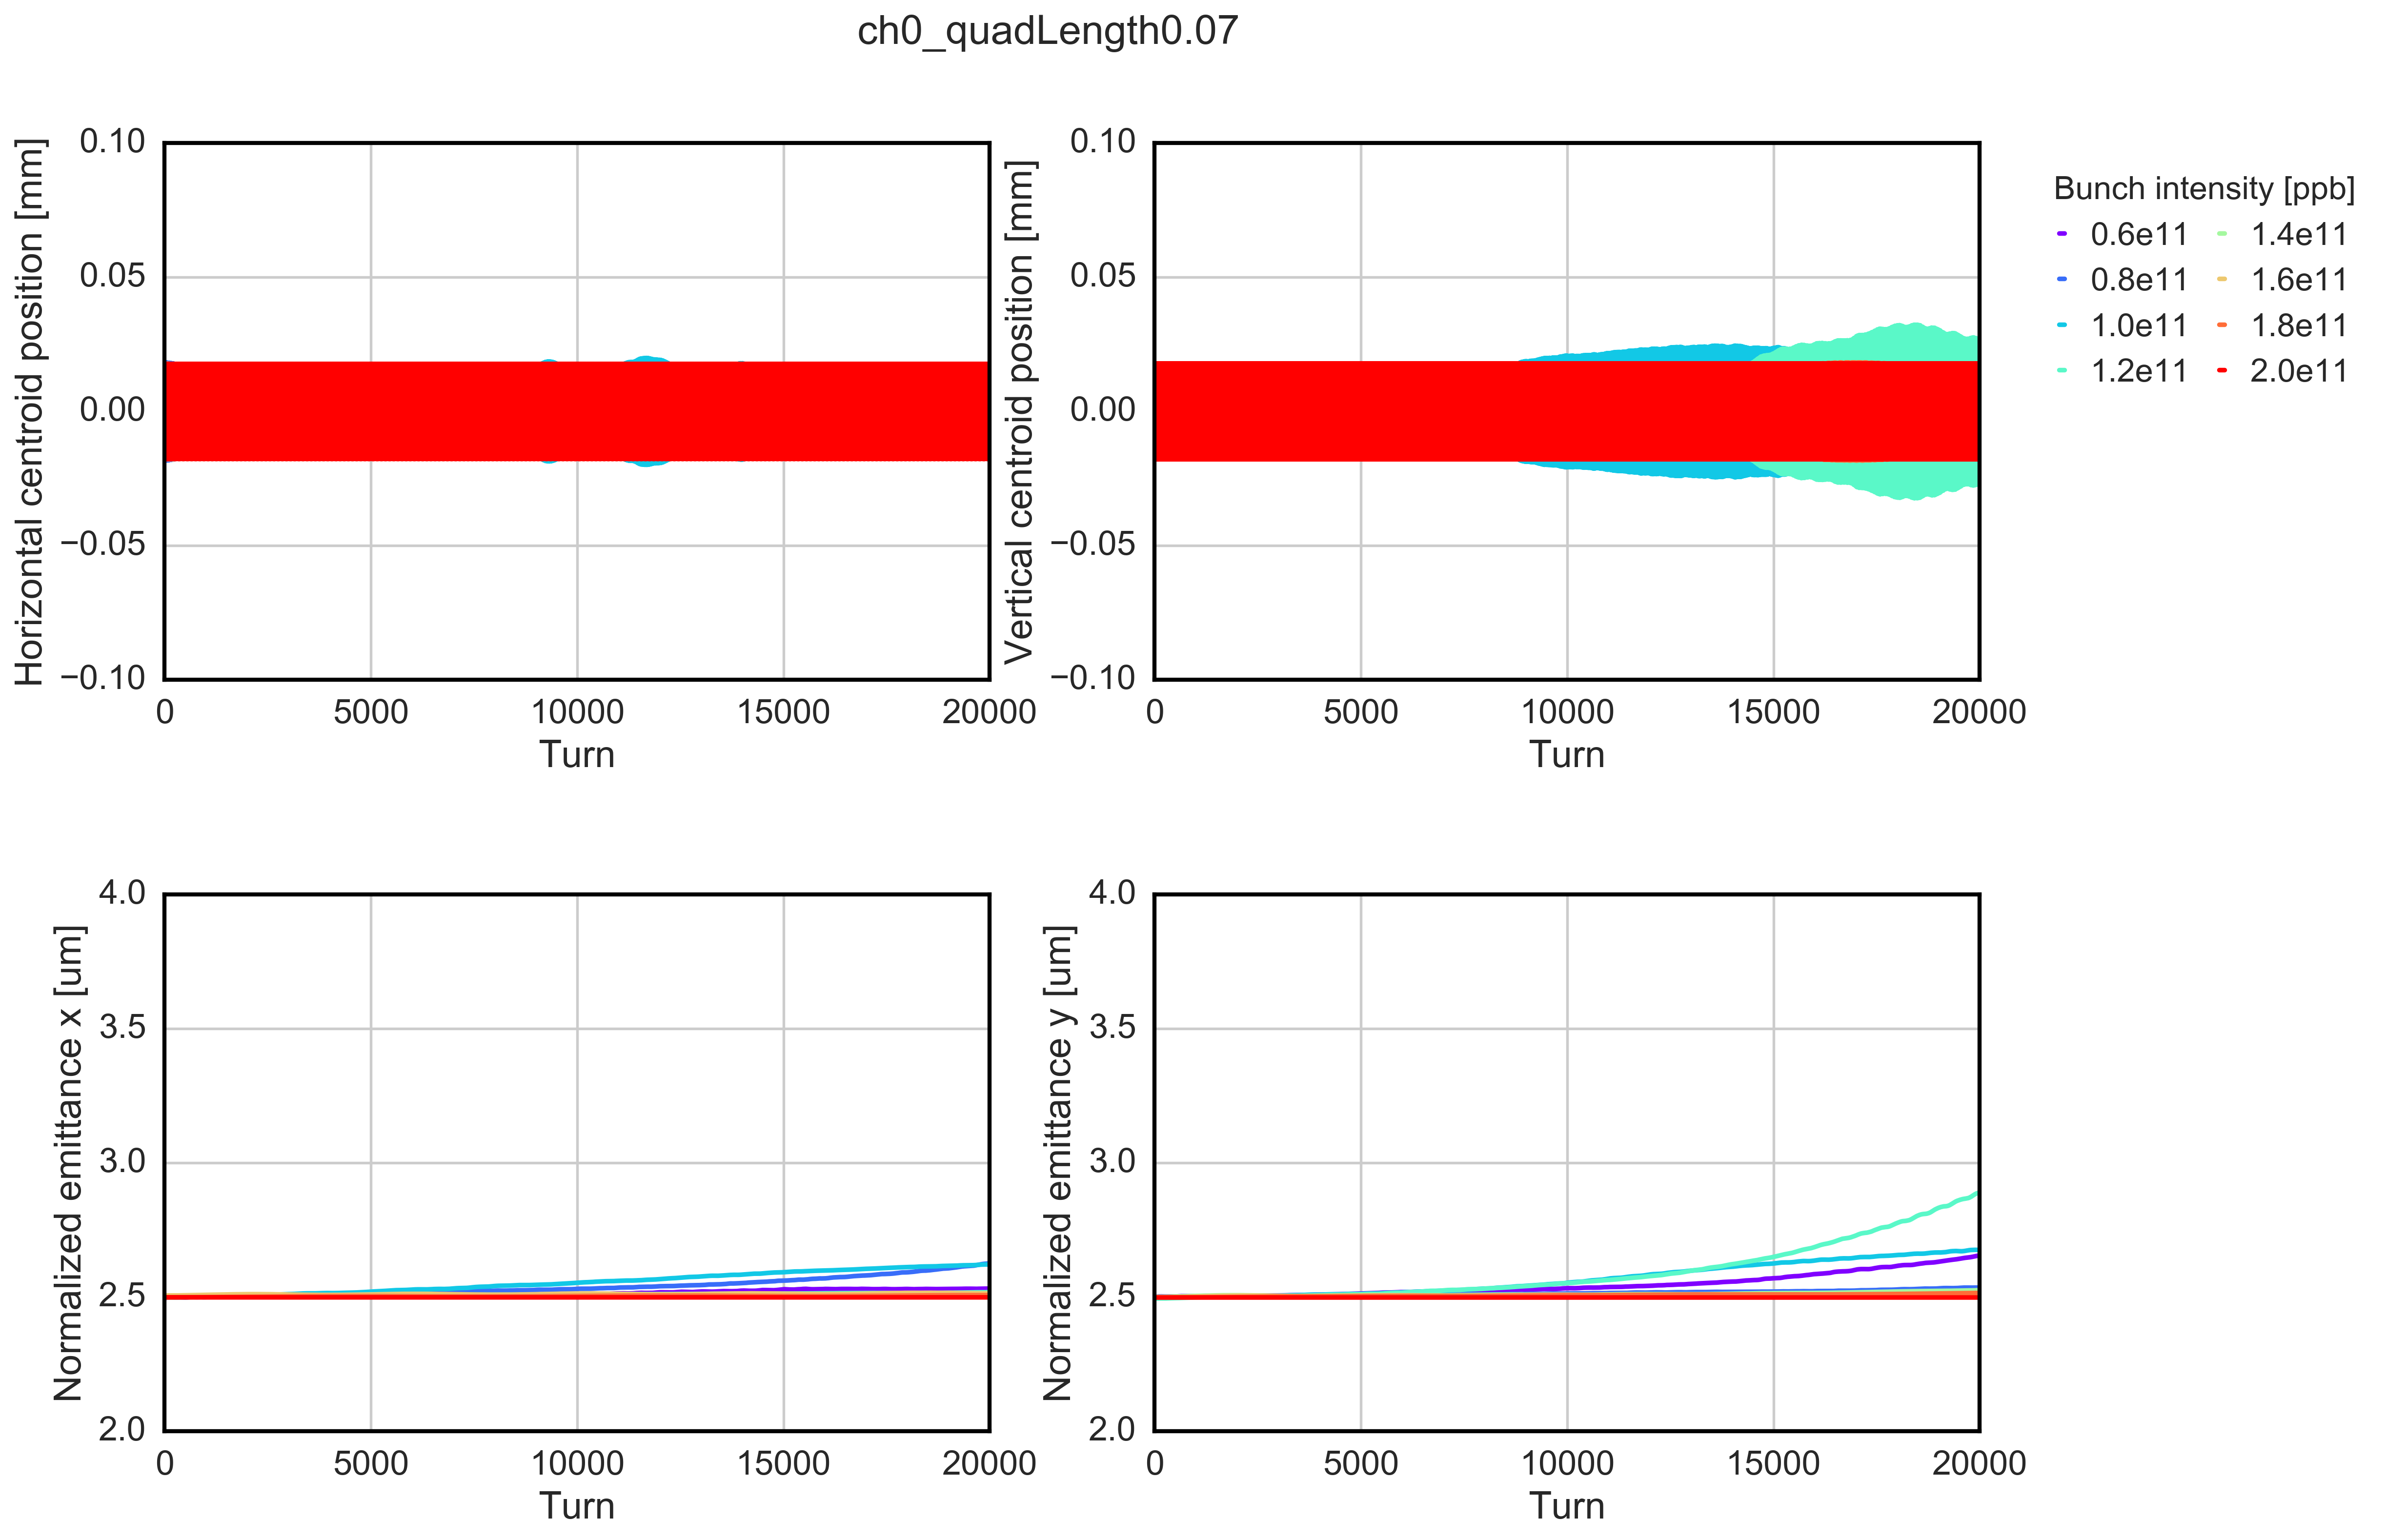 ch0_quadLength0.07
Horizontal centroid position [mm]
0.10
0.05
0.00
−0.05
−0.10
0 5000 10000 15000 20000
Turn
Vertical centroid position [mm]
0.10
0.05
0.00
−0.05
−0.10
0 5000 10000 15000 20000
Turn
Bunch intensity [ppb]
0.6e11 1.4e11
0.8e11 1.6e11
1.0e11 1.8e11
1.2e11 2.0e11
Normalized emittance x [um]
4.0
3.5
3.0
2.5
2.0
0 5000 10000 15000 20000
Turn
Normalized emittance y [um]
4.0
3.5
3.0
2.5
2.0
0 5000 10000 15000 20000
Turn